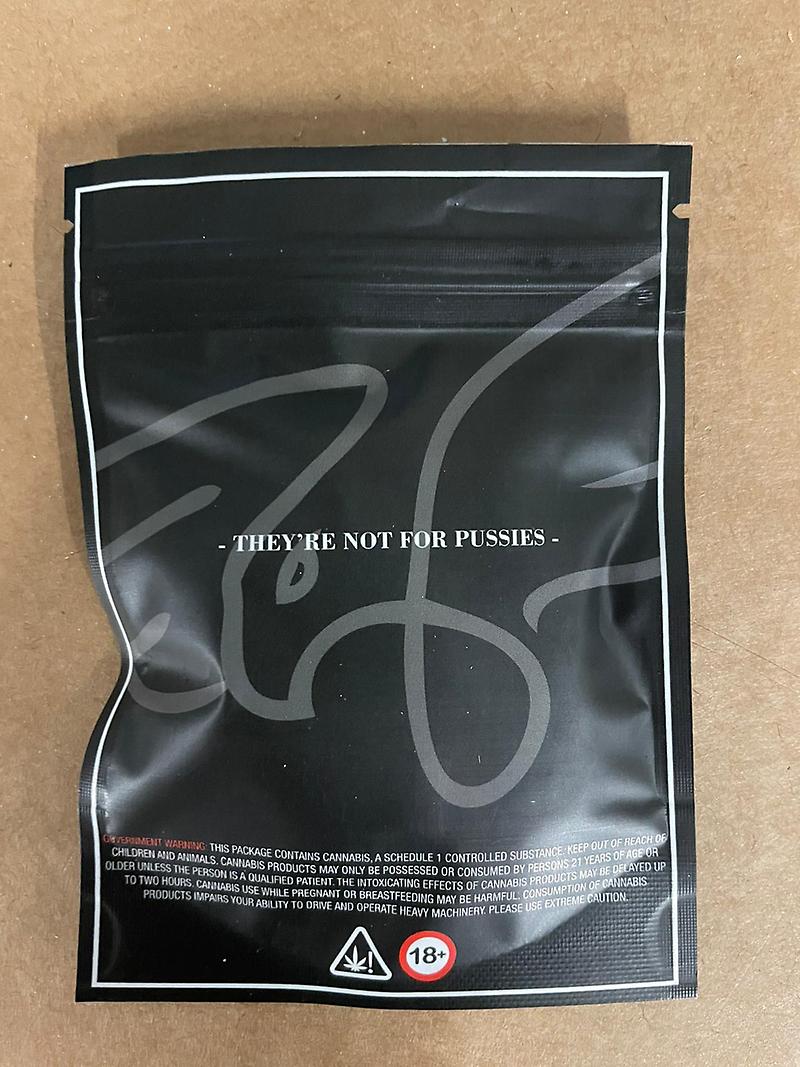 - THEY'RE NOT FOR PUSSIES -
GOVERNMENT WARNING: THIS PACKAGE CONTAINS CANNABIS, A SCHEDULE 1 CONTROLLED SUBSTANCE. KEEP OUT OF REACH OF
CHILDREN AND ANIMALS. CANNABIS PRODUCTS MAY ONLY BE POSSESSED OR CONSUMED BY PERSONS 21 YEARS OF AGE OR
OLDER UNLESS THE PERSON IS A QUALIFIED PATIENT. THE INTOXICATING EFFECTS OF CANNABIS PRODUCTS MAY BE DELAYED UP
TO TWO HOURS. CANNABIS USE WHILE PREGNANT OR BREASTFEEDING MAY BE HARMFUL. CONSUMPTION OF CANNABIS
PRODUCTS IMPAIRS YOUR ABILITY TO DRIVE AND OPERATE HEAVY MACHINERY. PLEASE USE EXTREME CAUTION.
! 18+